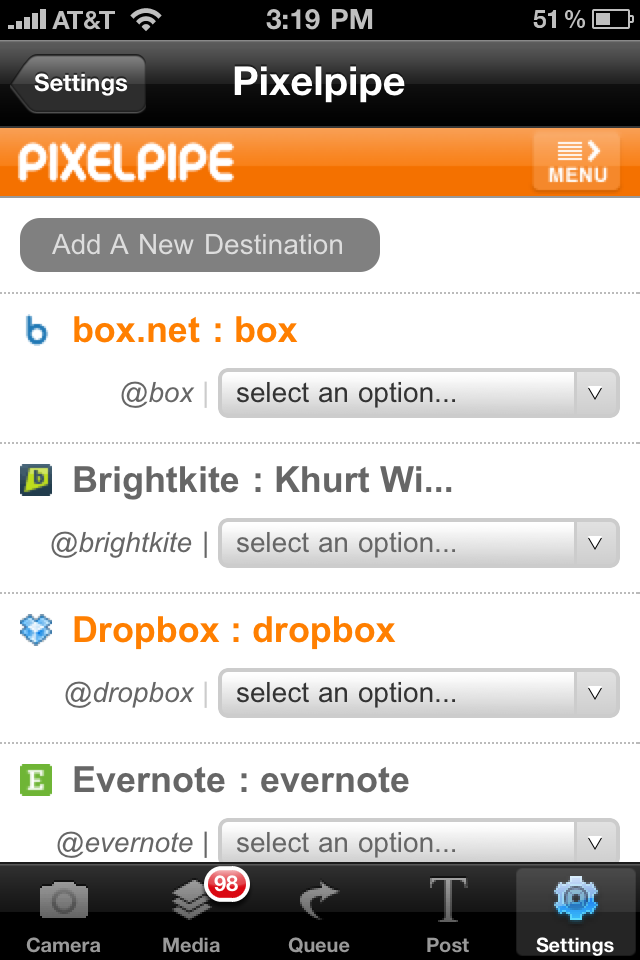 AT&T 3:19 PM 51 %
Settings Pixelpipe
PIXELPIPE MENU
Add A New Destination
box.net : box
@box | select an option...
Brightkite : Khurt Wi...
@brightkite | select an option...
Dropbox : dropbox
@dropbox | select an option...
Evernote : evernote
@evernote | select an option...
98
Camera Media Queue Post Settings